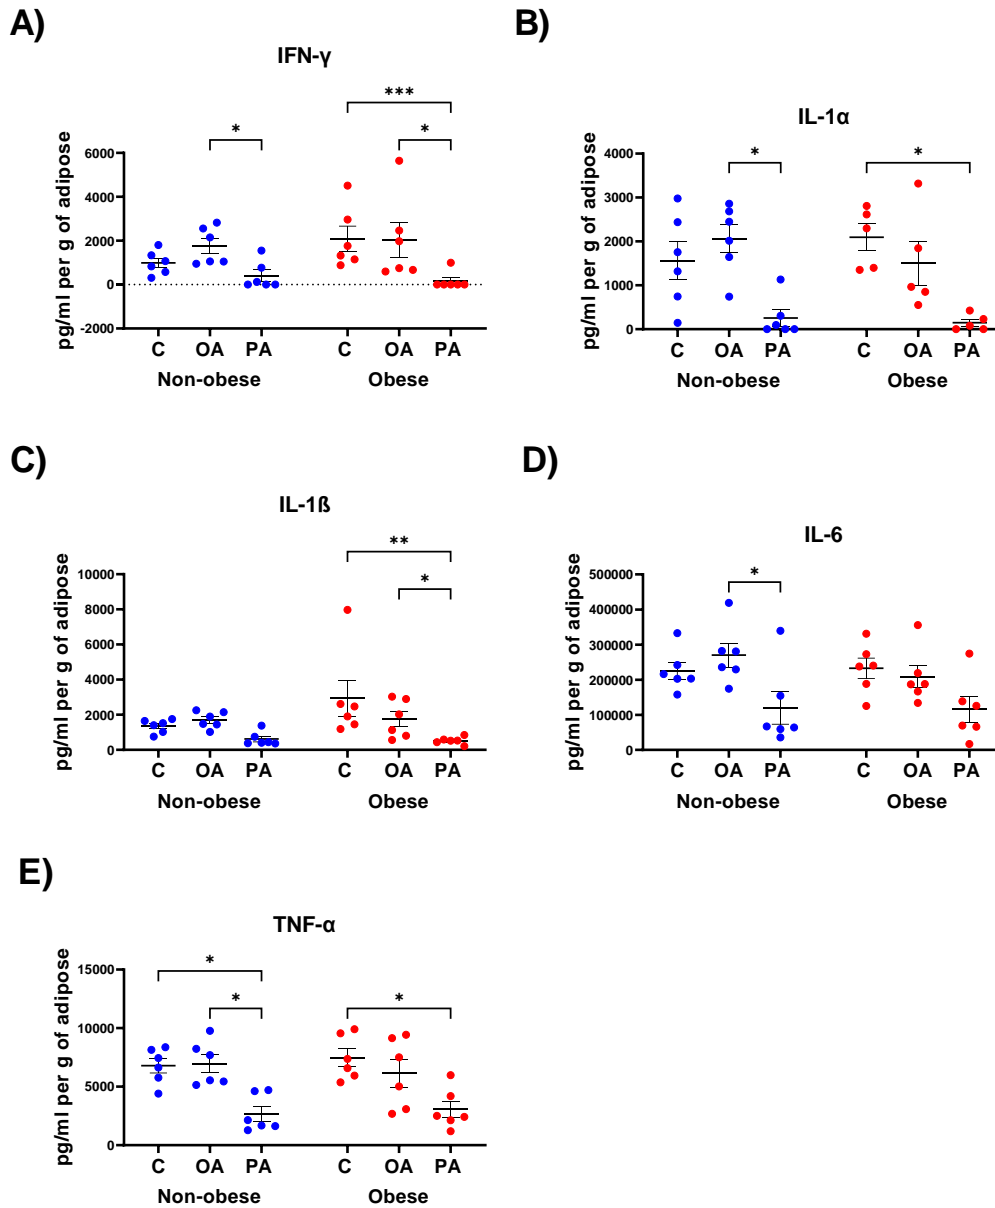 A)
IFN-γ
***
*
*
pg/ml per g of adipose
6000
4000
2000
0
-2000
C OA PA C OA PA
Non-obese Obese
B)
IL-1α
*
*
pg/ml per g of adipose
4000
3000
2000
1000
0
C OA PA C OA PA
Non-obese Obese
C)
IL-1ß
**
*
pg/ml per g of adipose
10000
8000
6000
4000
2000
0
C OA PA C OA PA
Non-obese Obese
D)
IL-6
*
pg/ml per g of adipose
500000
400000
300000
200000
100000
0
C OA PA C OA PA
Non-obese Obese
E)
TNF-α
*
*
*
pg/ml per g of adipose
15000
10000
5000
0
C OA PA C OA PA
Non-obese Obese